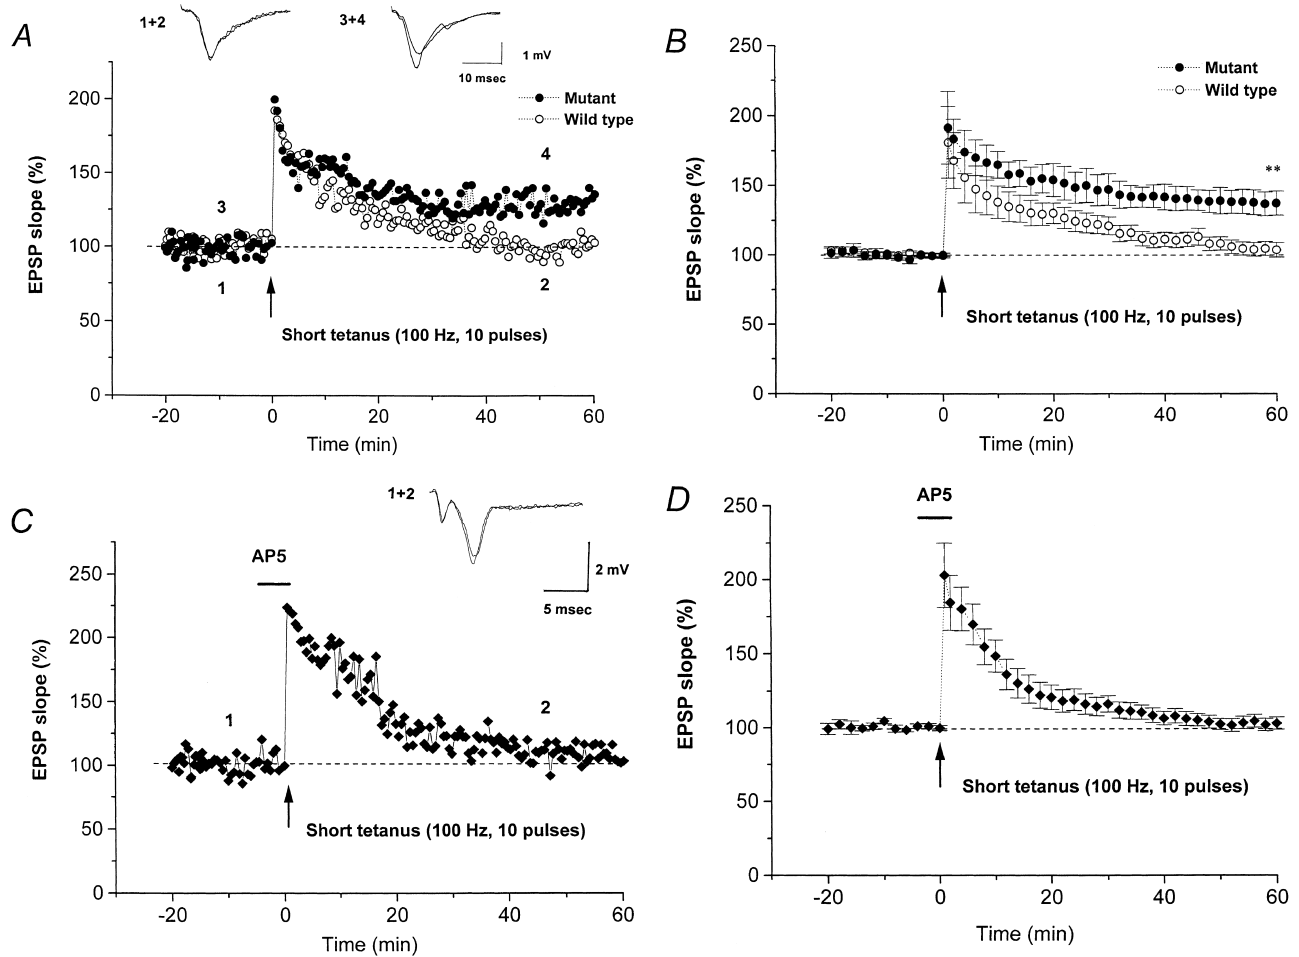 A
1+2
3+4
1 mV
10 msec
Mutant
Wild type
EPSP slope (%)
200
150
100
50
0
3
4
1
2
Short tetanus (100 Hz, 10 pulses)
-20
0
20
40
60
Time (min)
B
Mutant
Wild type
EPSP slope (%)
250
200
150
100
50
0
**
Short tetanus (100 Hz, 10 pulses)
-20
0
20
40
60
Time (min)
C
1+2
2 mV
5 msec
AP5
EPSP slope (%)
250
200
150
100
50
0
1
2
Short tetanus (100 Hz, 10 pulses)
-20
0
20
40
60
Time (min)
D
AP5
EPSP slope (%)
250
200
150
100
50
0
Short tetanus (100 Hz, 10 pulses)
-20
0
20
40
60
Time (min)